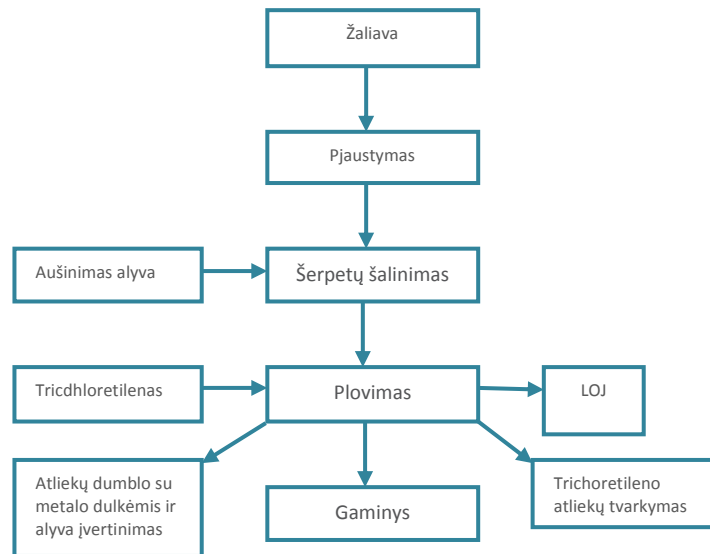 Žaliava
Pjaustymas
Aušinimas alyva
Šerpetų šalinimas
Tricdhloretilenas
Plovimas
LOJ
Atliekų dumblo su
metalo dulkėmis ir
alyva įvertinimas
Gaminys
Trichoretileno
atliekų tvarkymas